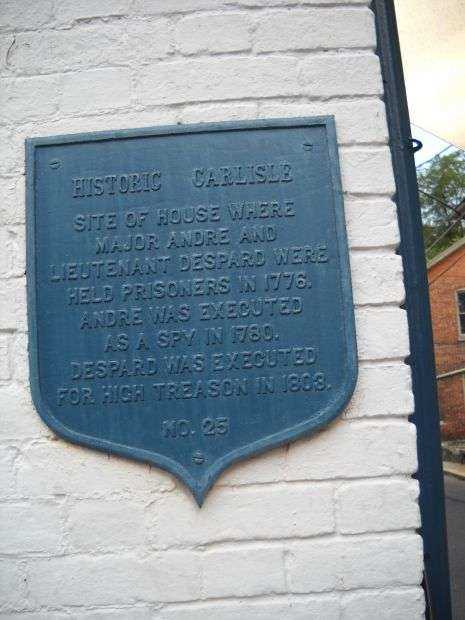 HISTORIC CARLISLE
SITE OF HOUSE WHERE
MAJOR ANDRE AND
LIEUTENANT DESPARD WERE
HELD PRISONERS IN 1776.
ANDRE WAS EXECUTED
AS A SPY IN 1780.
DESPARD WAS EXECUTED
FOR HIGH TREASON IN 1803.
NO. 25